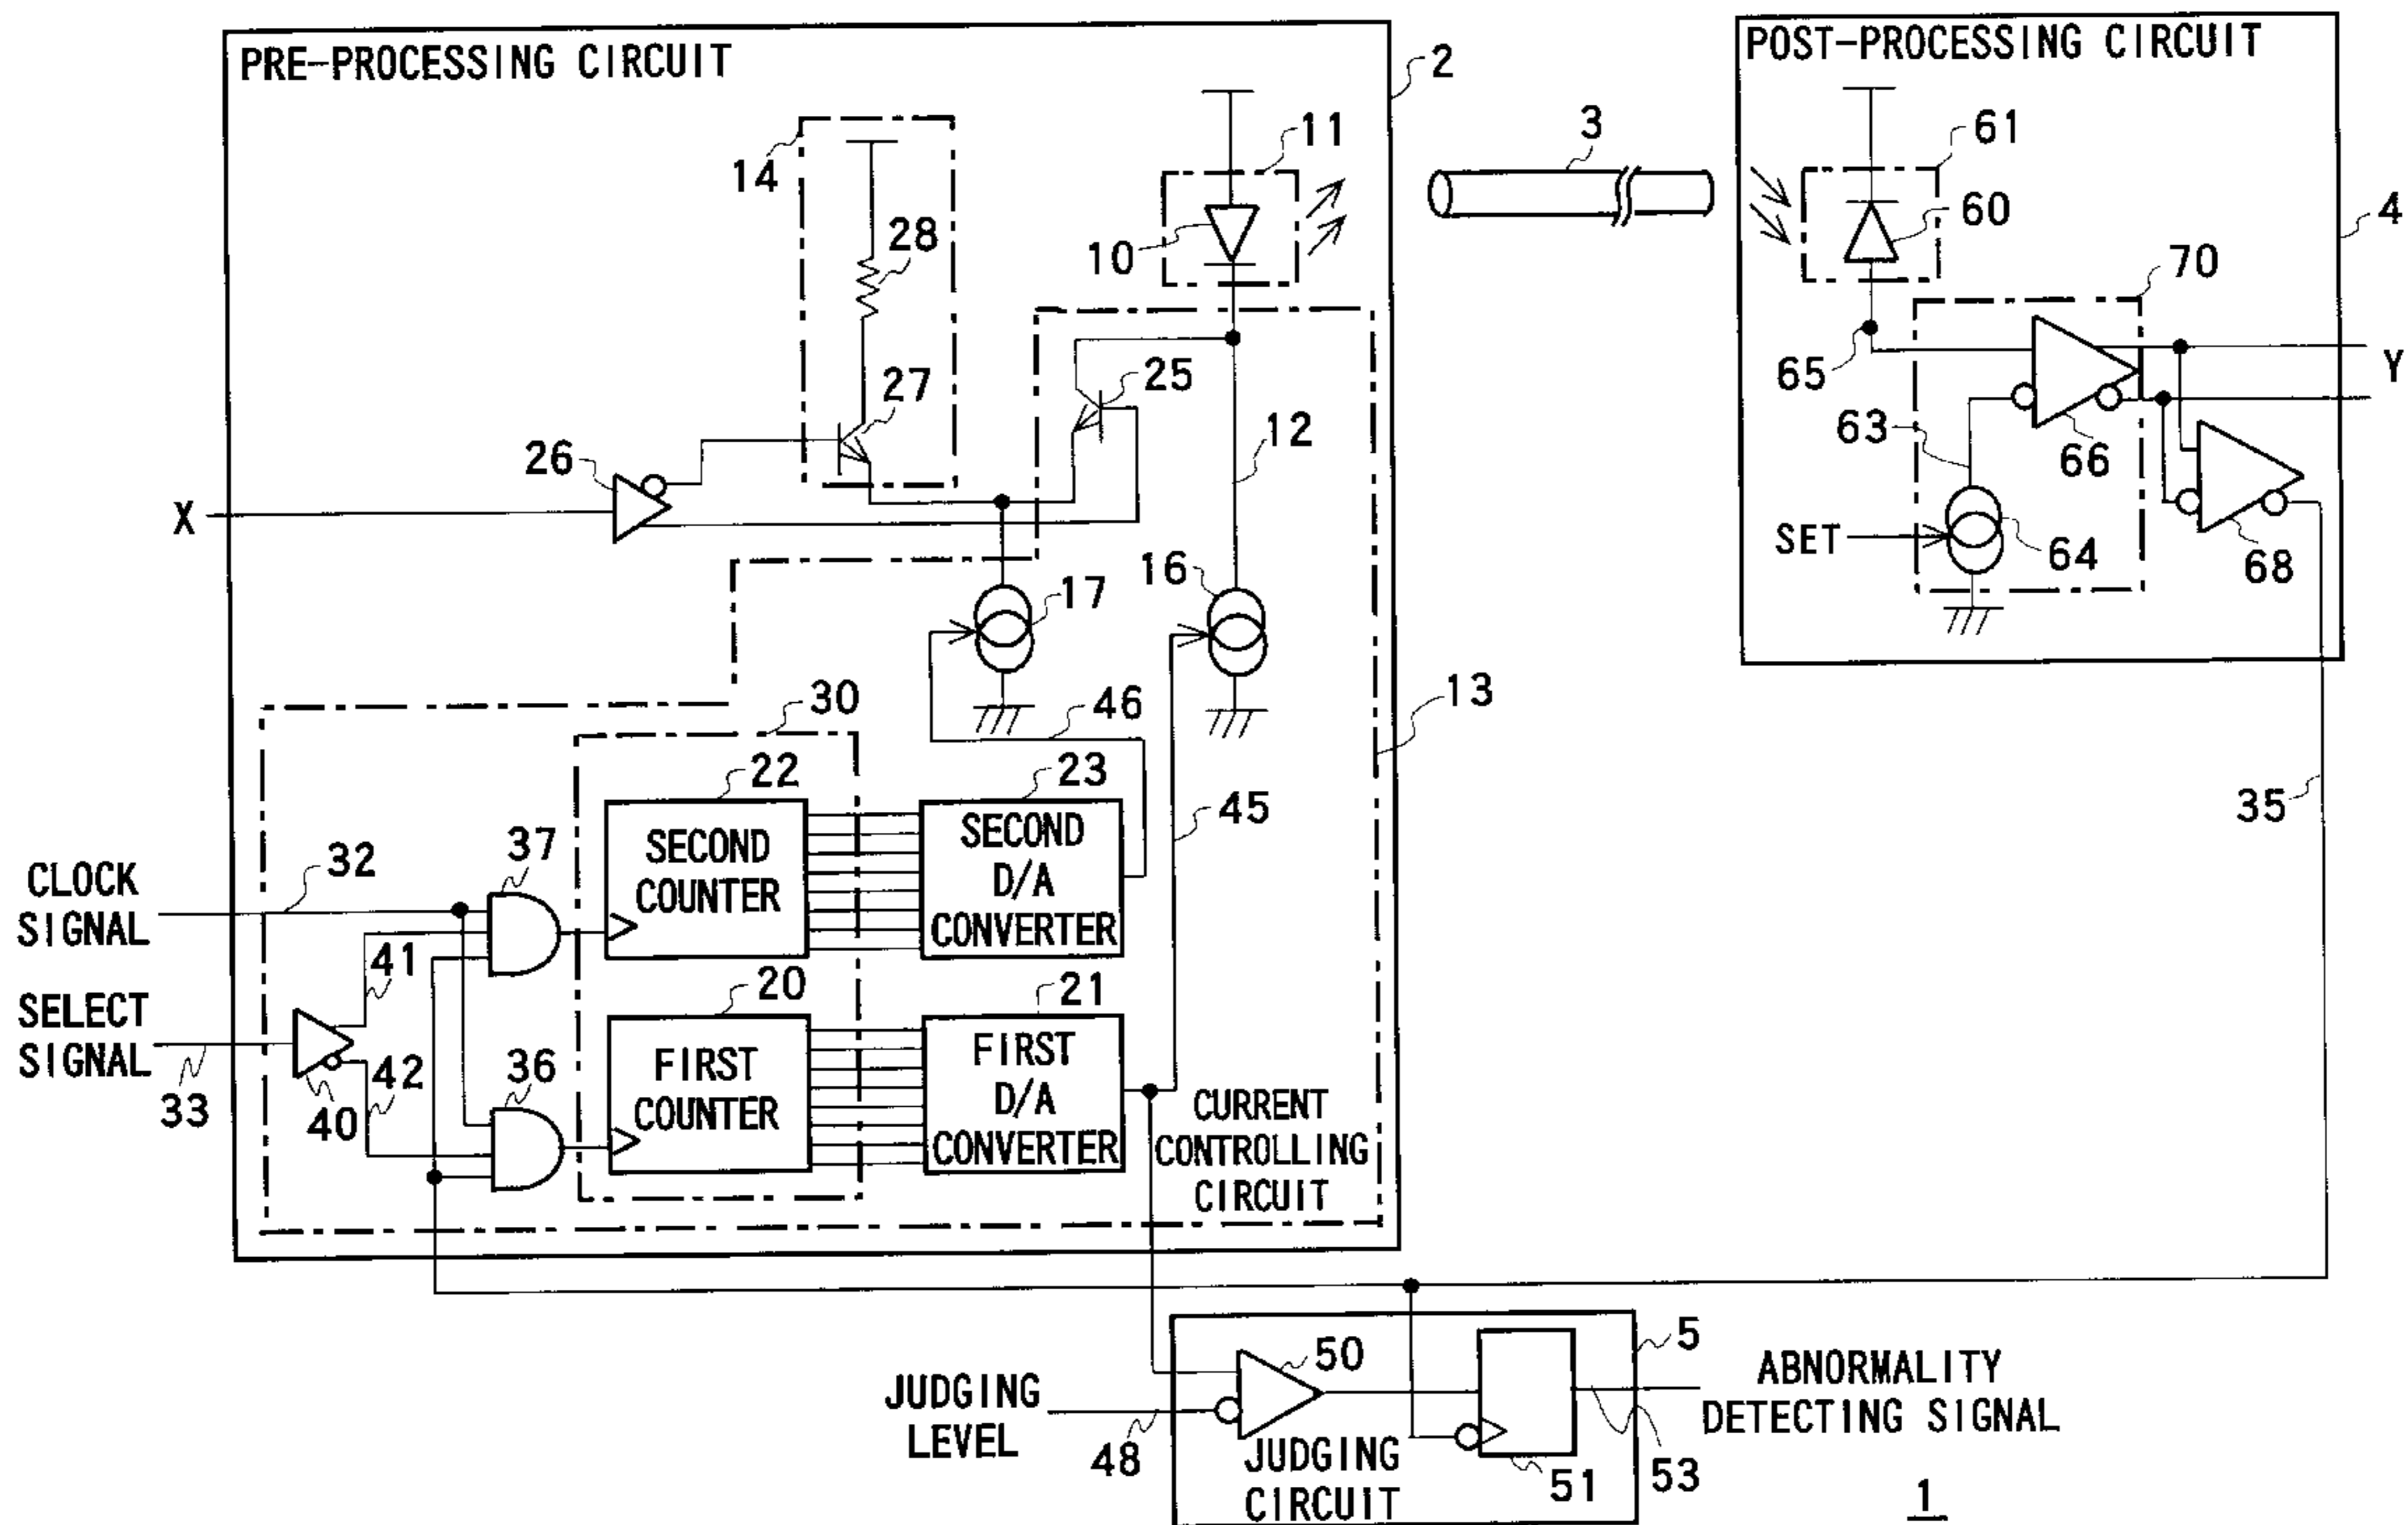 PRE-PROCESSING CIRCUIT
2
POST-PROCESSING CIRCUIT
14
11
3
61
28
10
60
4
70
27
25
65
Y
26
12
63
66
X
SET
64
68
17
16
30
46
13
22
23
45
35
37
SECOND
COUNTER
SECOND
D/A
CONVERTER
CLOCK
SIGNAL
32
41
20
21
SELECT
SIGNAL
42
36
FIRST
COUNTER
FIRST
D/A
CONVERTER
33
40
CURRENT
CONTROLLING
CIRCUIT
5
50
JUDGING
LEVEL
48
JUDGING
CIRCUIT
51
53
ABNORMALITY
DETECTING SIGNAL
1